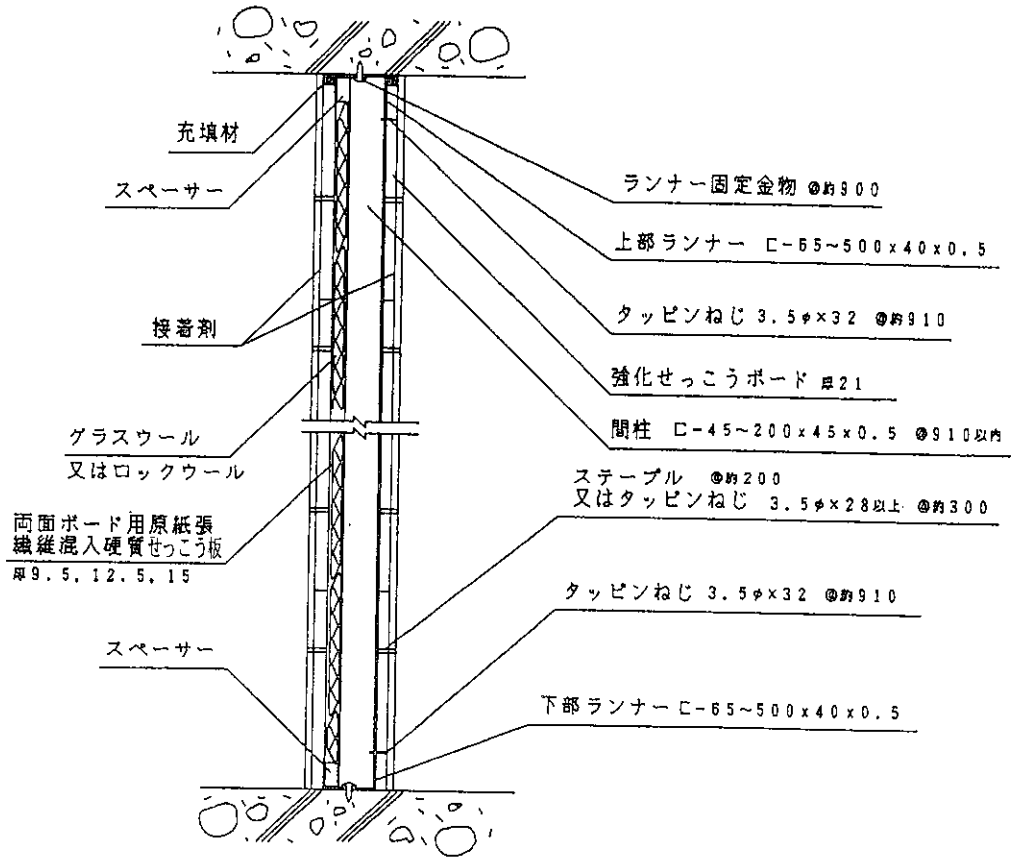 充填材
スペーサー
接着剤
グラスウール
又はロックウール
両面ボード用原紙張
繊維混入硬質せっこう板
厚9.5,12.5,15
スペーサー
ランナー固定金物 @約900
上部ランナー ⊏-65~500x40x0.5
タッピンねじ 3.5φ×32 @約910
強化せっこうボード 厚21
間柱 ⊏-45~200x45x0.5 @910以内
ステープル @約200
又はタッピンねじ 3.5φ×28以上 @約300
タッピンねじ 3.5φ×32 @約910
下部ランナー⊏-65~500x40x0.5